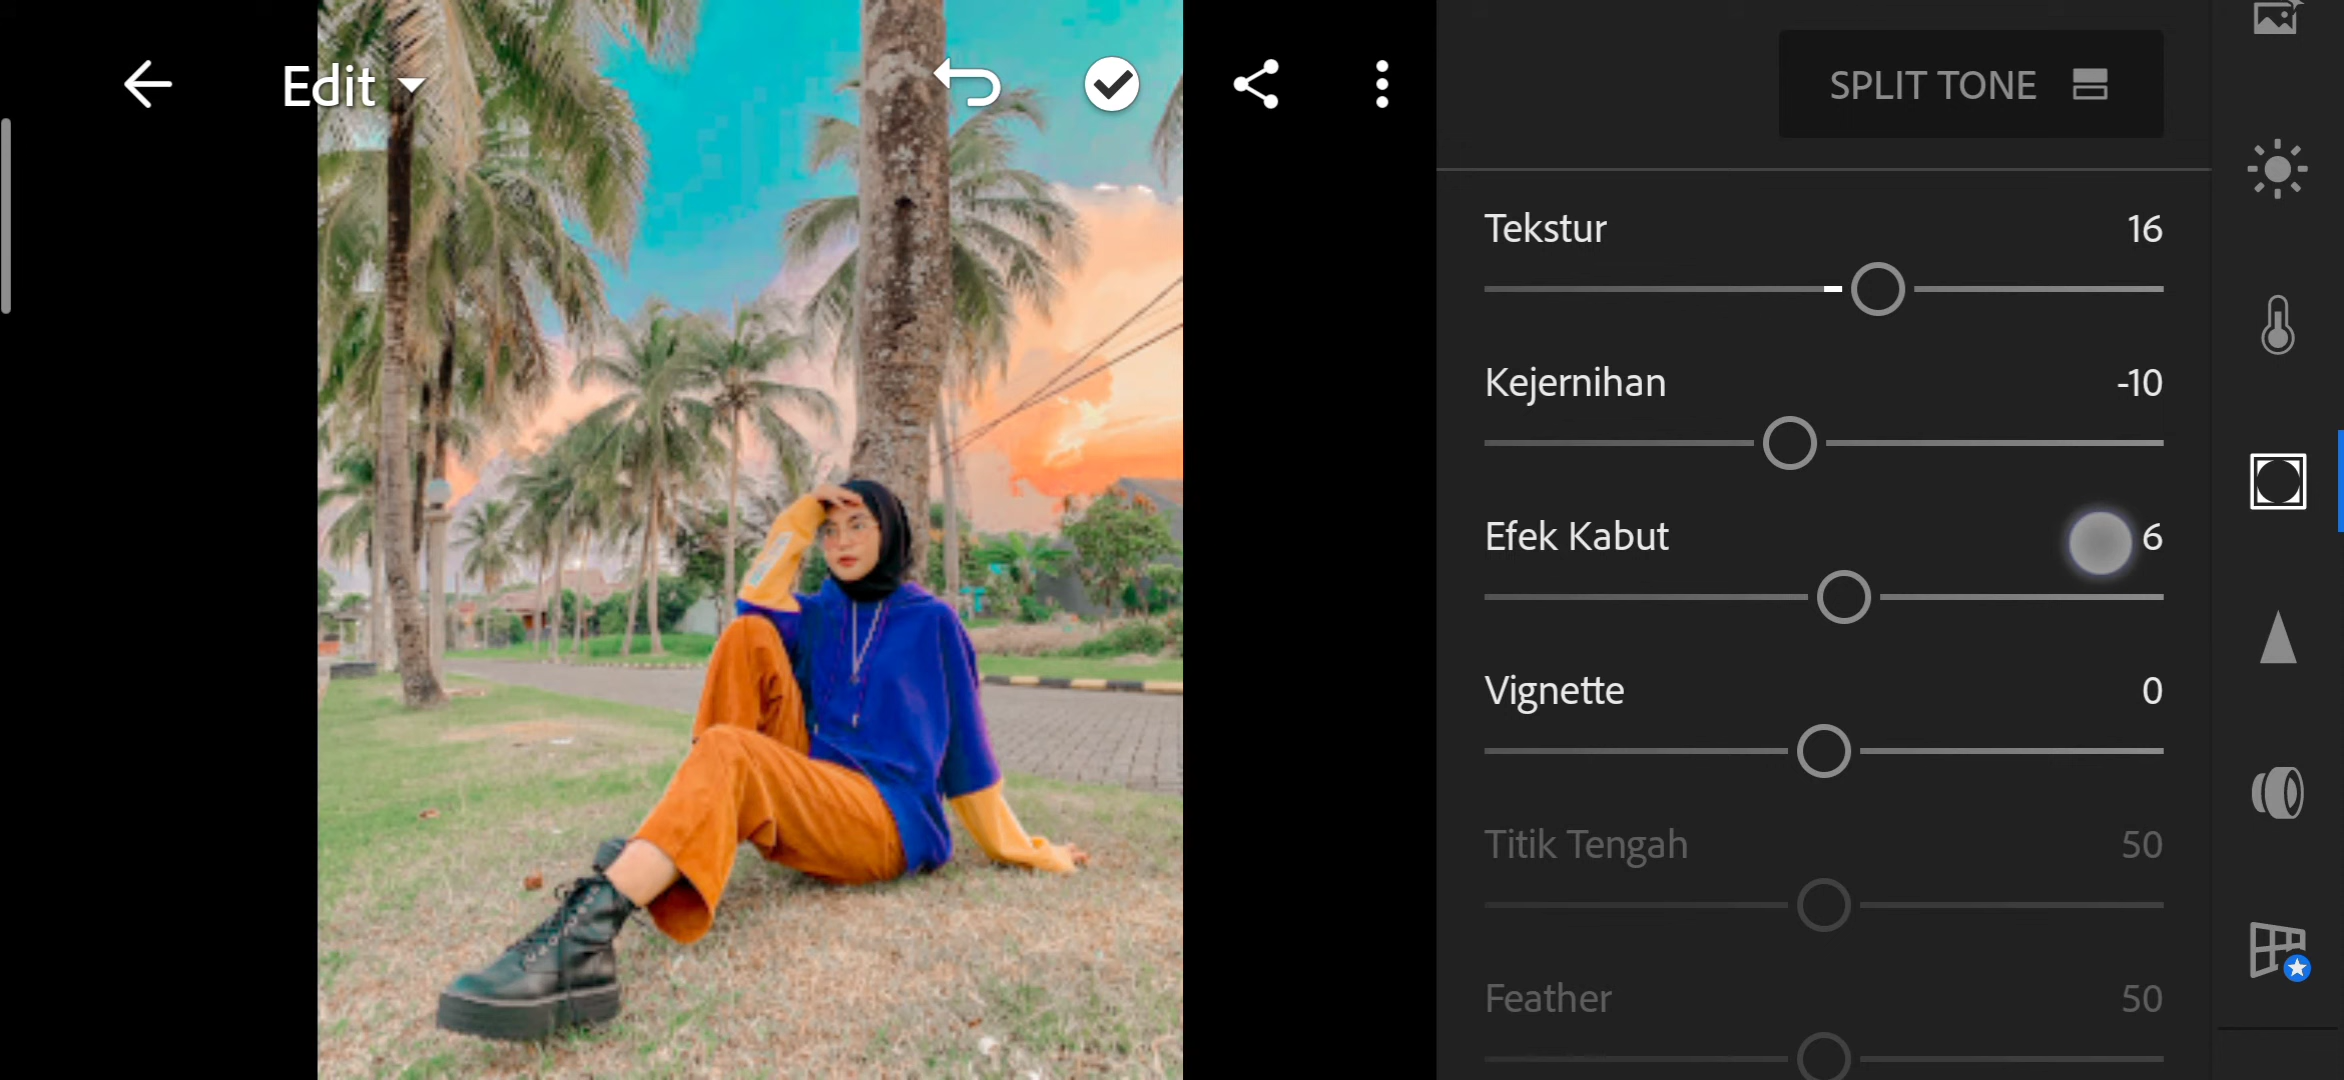 Edit
SPLIT TONE
Tekstur 16
Kejernihan -10
Efek Kabut 6
Vignette 0
Titik Tengah 50
Feather 50